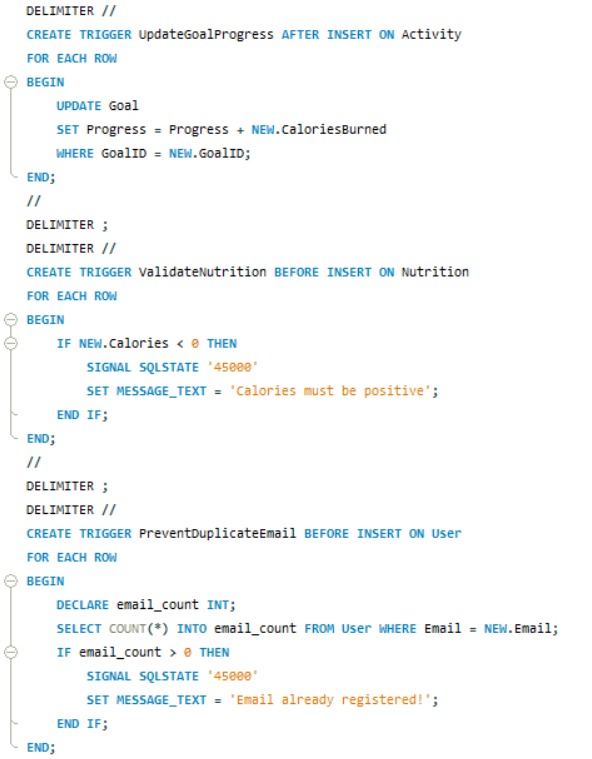 DELIMITER //
CREATE TRIGGER UpdateGoalProgress AFTER INSERT ON Activity
FOR EACH ROW
BEGIN
    UPDATE Goal
    SET Progress = Progress + NEW.CaloriesBurned
    WHERE GoalID = NEW.GoalID;
END;
//
DELIMITER ;
DELIMITER //
CREATE TRIGGER ValidateNutrition BEFORE INSERT ON Nutrition
FOR EACH ROW
BEGIN
    IF NEW.Calories < 0 THEN
        SIGNAL SQLSTATE '45000'
        SET MESSAGE_TEXT = 'Calories must be positive';
    END IF;
END;
//
DELIMITER ;
DELIMITER //
CREATE TRIGGER PreventDuplicateEmail BEFORE INSERT ON User
FOR EACH ROW
BEGIN
    DECLARE email_count INT;
    SELECT COUNT(*) INTO email_count FROM User WHERE Email = NEW.Email;
    IF email_count > 0 THEN
        SIGNAL SQLSTATE '45000'
        SET MESSAGE_TEXT = 'Email already registered!';
    END IF;
END;